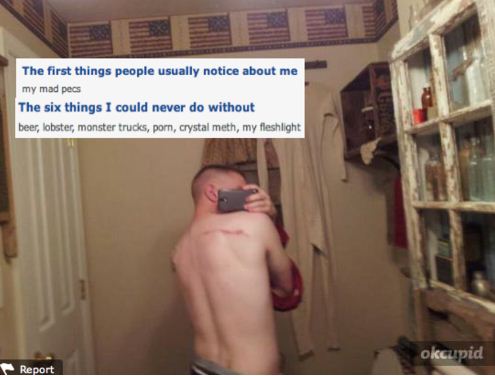 The first things people usually notice about me
my mad pecs
The six things I could never do without
beer, lobster, monster trucks, porn, crystal meth, my fleshlight
okcupid
Report